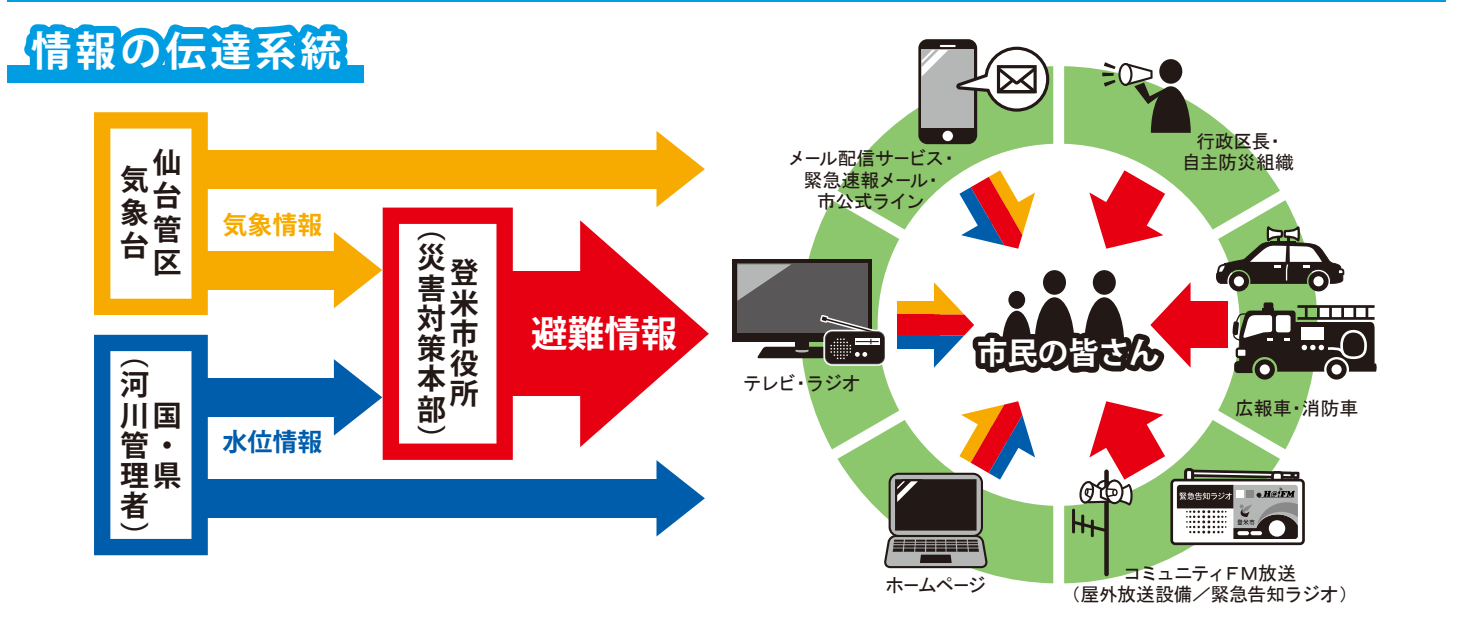 情報の伝達系統
仙台管区
気象台
気象情報
国・県
（河川管理者）
水位情報
登米市役所
（災害対策本部）
避難情報
メール配信サービス・
緊急速報メール・
市公式ライン
行政区長・
自主防災組織
テレビ・ラジオ
市民の皆さん
広報車・消防車
ホームページ
緊急告知ラジオ
H@!FM
登米市
コミュニティＦＭ放送
（屋外放送設備／緊急告知ラジオ）